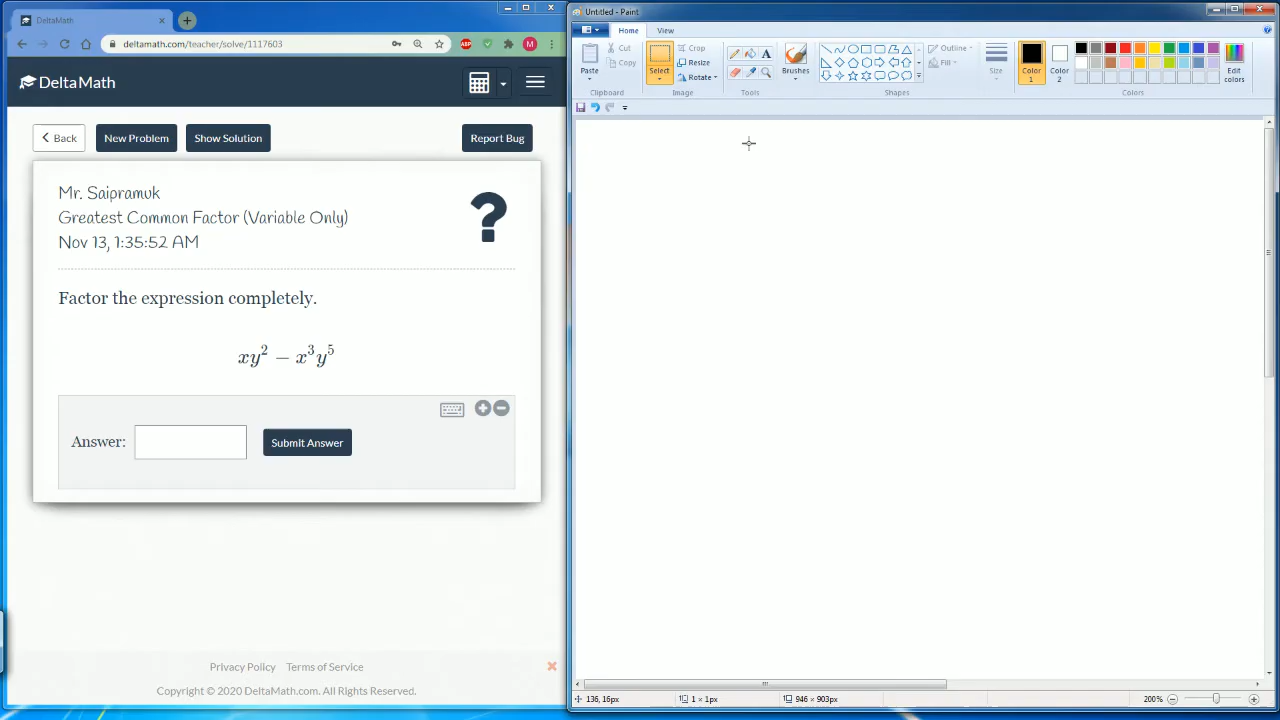 DeltaMath
deltamath.com/teacher/solve/1117603
ABP
M
DeltaMath
Back
New Problem
Show Solution
Report Bug
Mr. Saipramuk
Greatest Common Factor (Variable Only)
Nov 13, 1:35:52 AM
?
Factor the expression completely.
xy² − x³y⁵
Answer:
Submit Answer
Privacy Policy
Terms of Service
Copyright © 2020 DeltaMath.com. All Rights Reserved.
Untitled - Paint
Home
View
Paste
Cut
Copy
Clipboard
Select
Crop
Resize
Rotate
Image
A
Tools
Brushes
Outline
Fill
Shapes
Size
Color 1
Color 2
Edit colors
Colors
136, 16px
1 × 1px
946 × 903px
200%